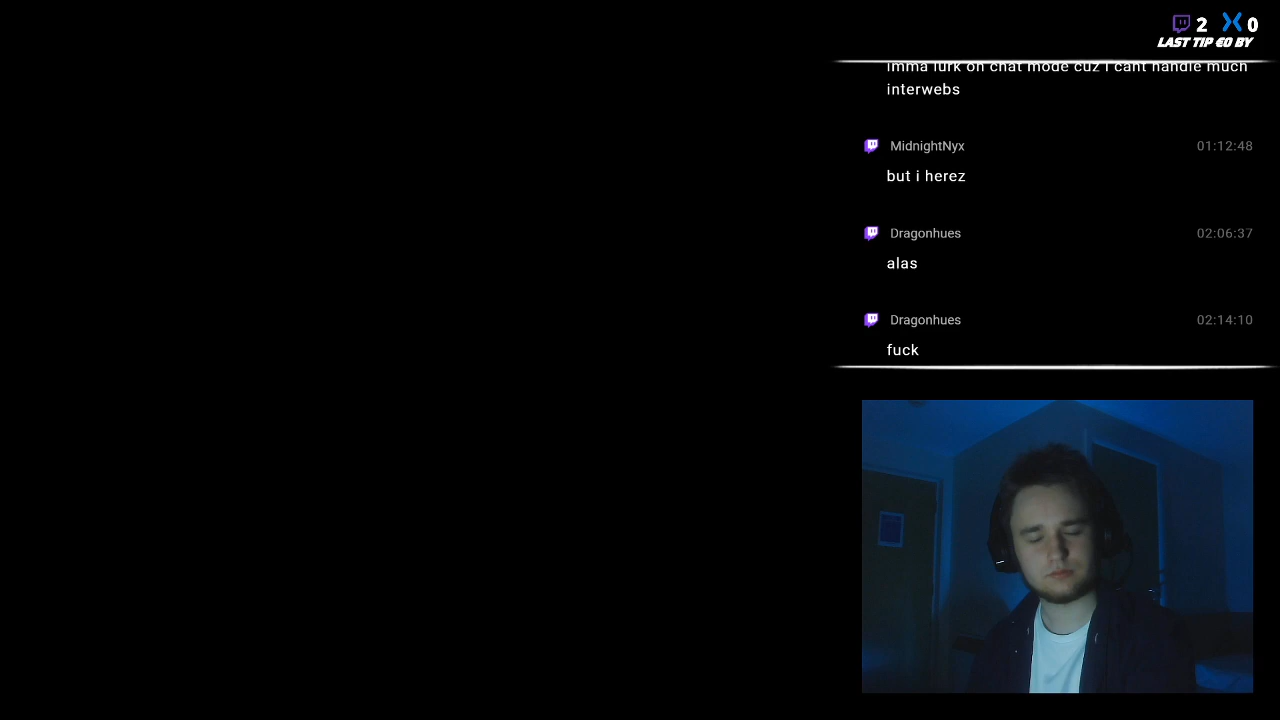 2 0
LAST TIP €0 BY
imma lurk on chat mode cuz i cant handle much
interwebs
MidnightNyx 01:12:48
but i herez
Dragonhues 02:06:37
alas
Dragonhues 02:14:10
fuck